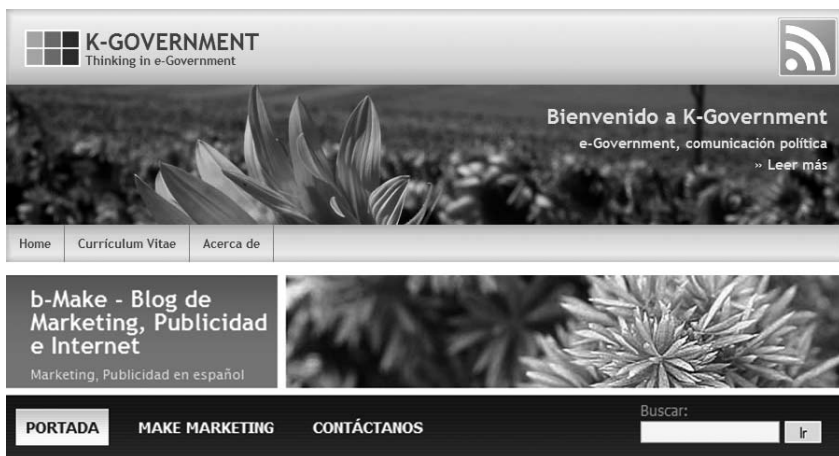 K-GOVERNMENT
Thinking in e-Government
Bienvenido a K-Government
e-Government, comunicación política
» Leer más
Home Currículum Vitae Acerca de
b-Make - Blog de
Marketing, Publicidad
e Internet
Marketing, Publicidad en español
Buscar:
PORTADA MAKE MARKETING CONTÁCTANOS Ir